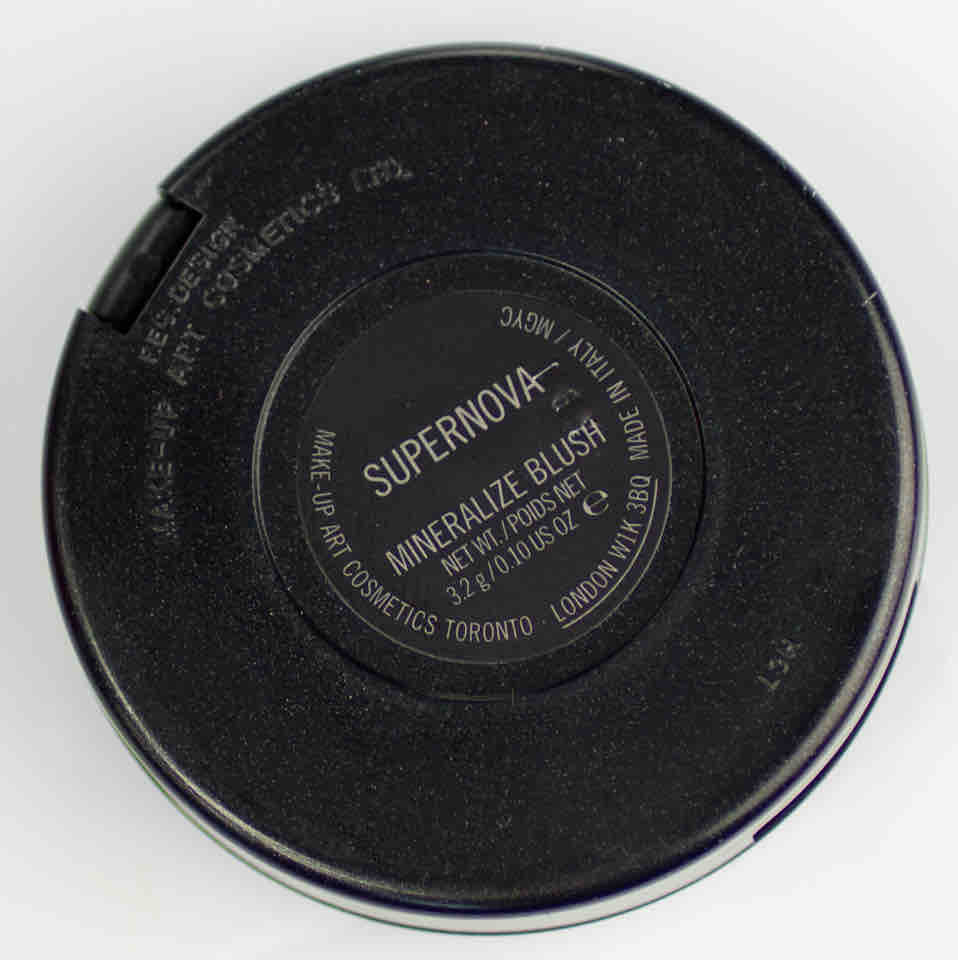 REG.DESIGN
MAKE-UP ART COSMETICS
SUPERNOVA
MINERALIZE BLUSH
NET WT./POIDS NET
3.2 g/0.10 US OZ ℮
MAKE-UP ART COSMETICS TORONTO · LONDON W1K 3BQ MADE IN ITALY / MGYC